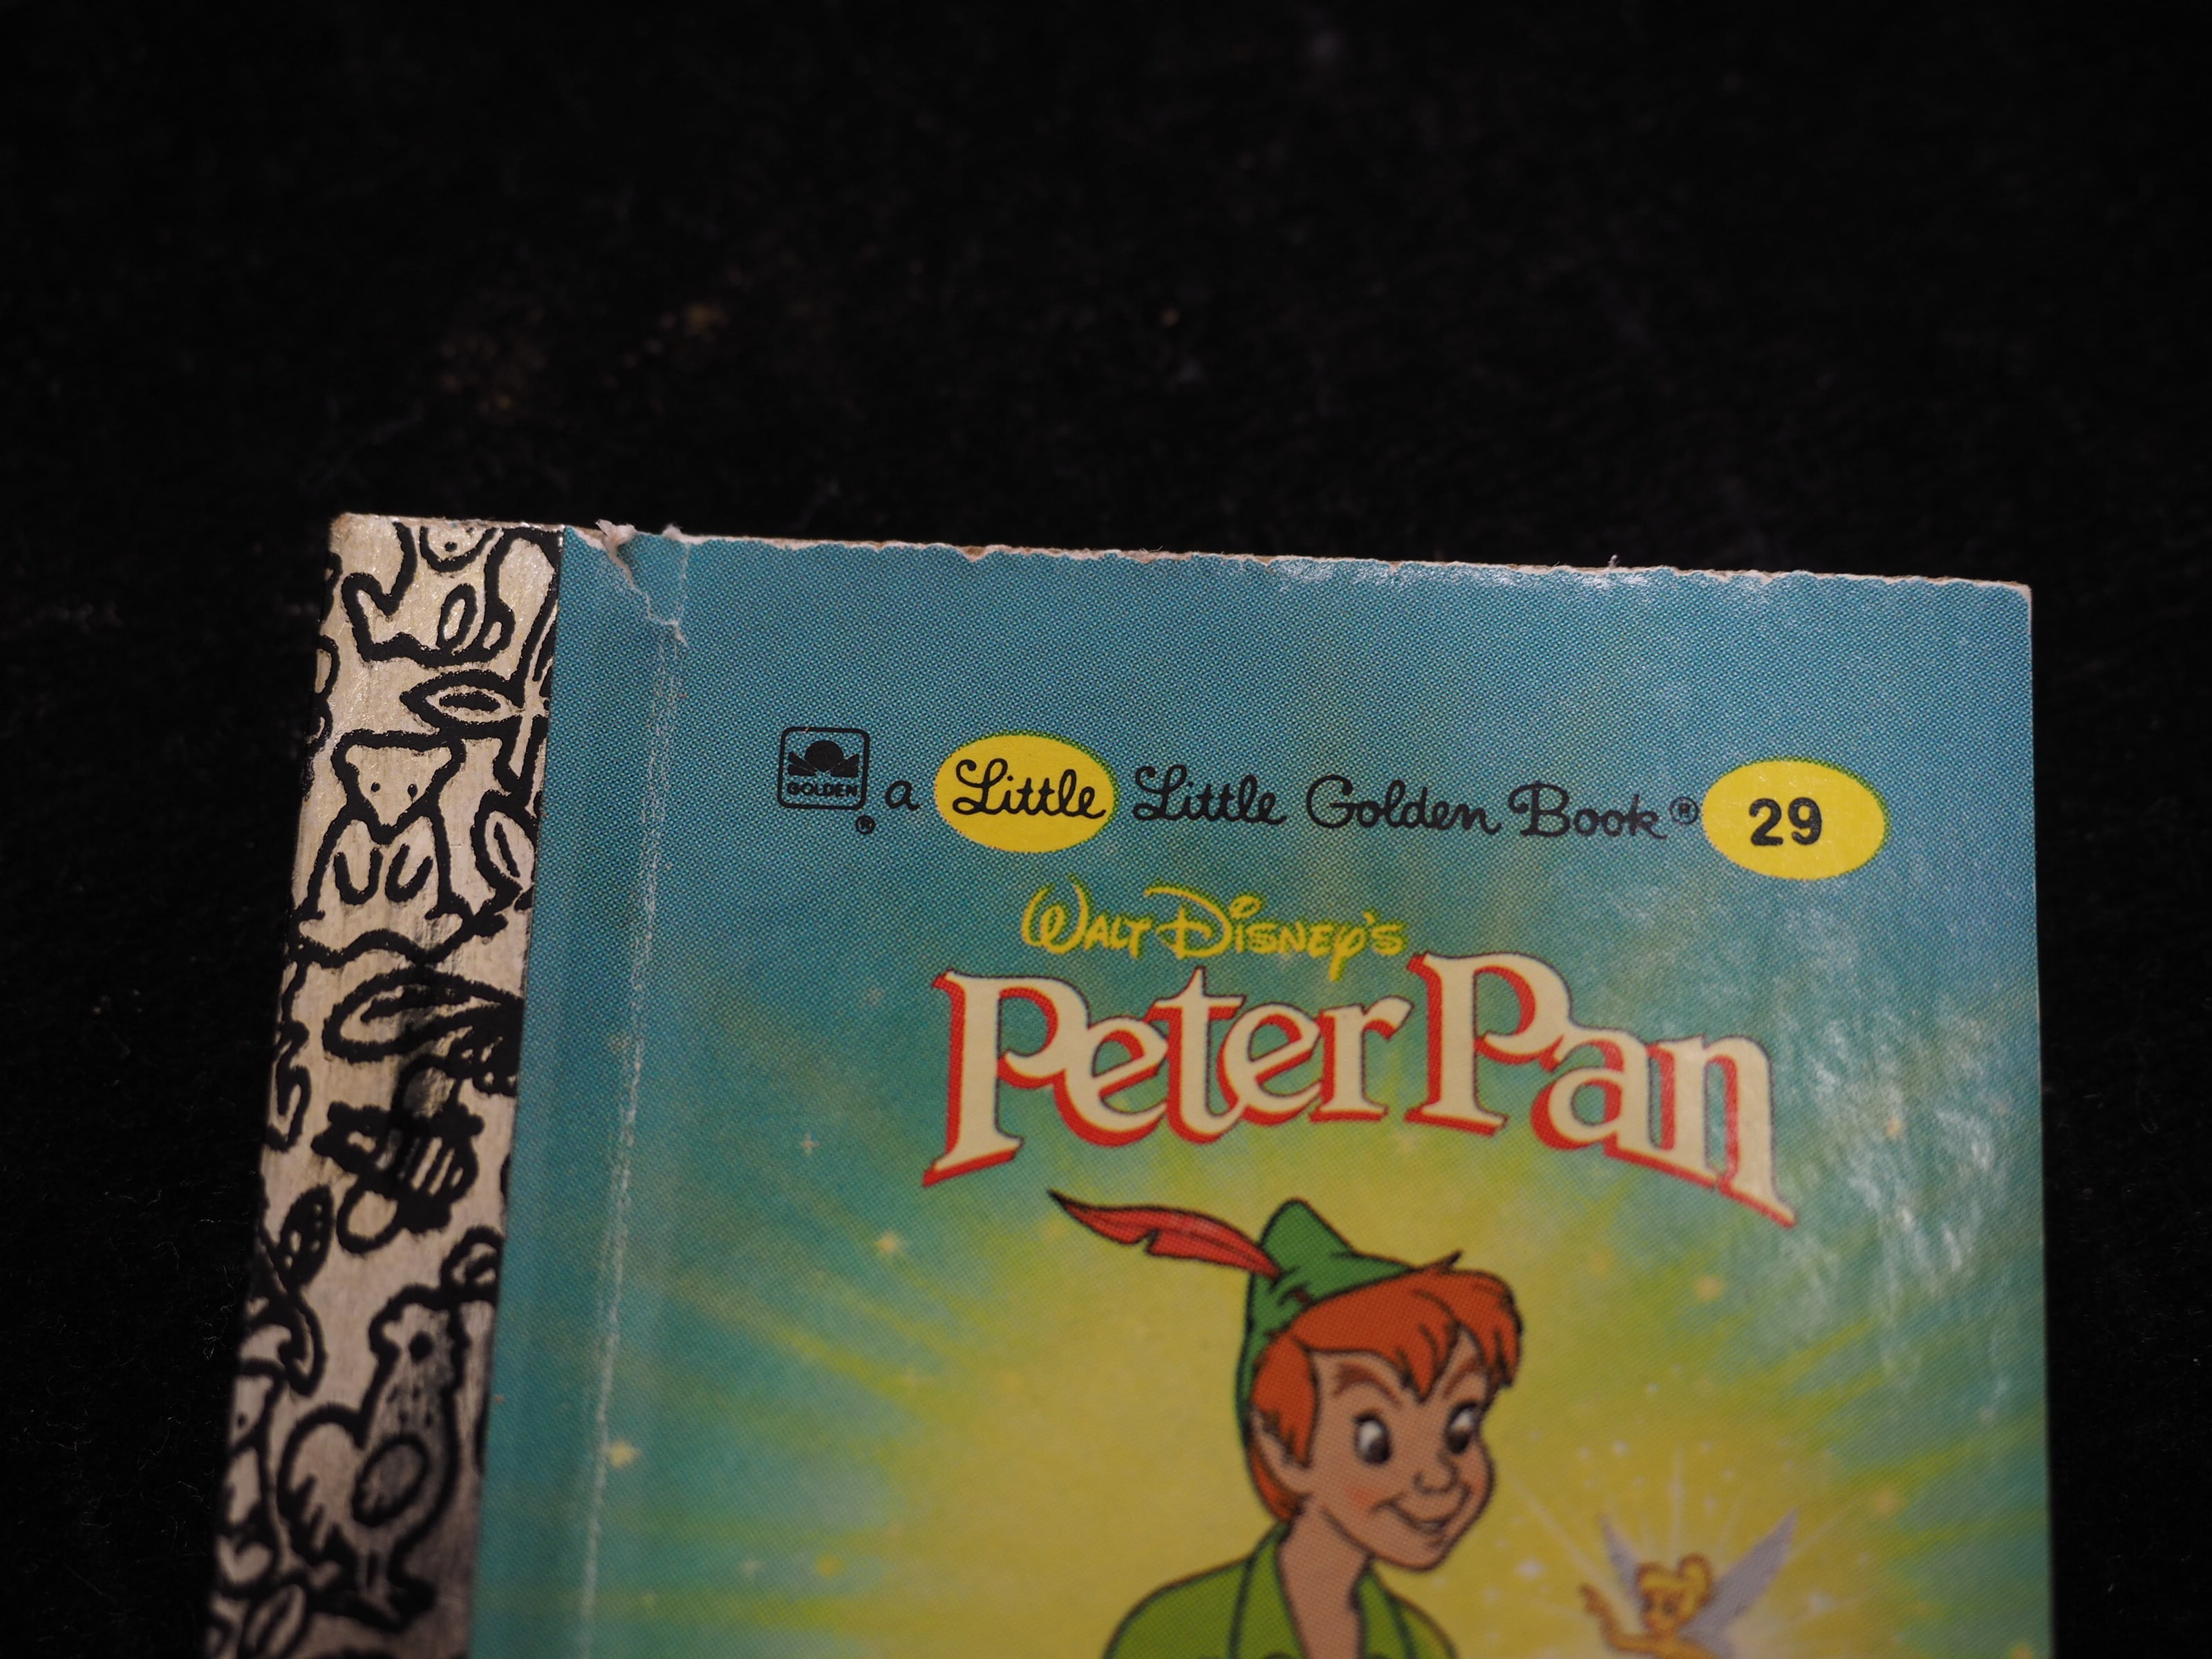 GOLDEN® a Little Little Golden Book® 29
WALT DISNEY'S
Peter Pan